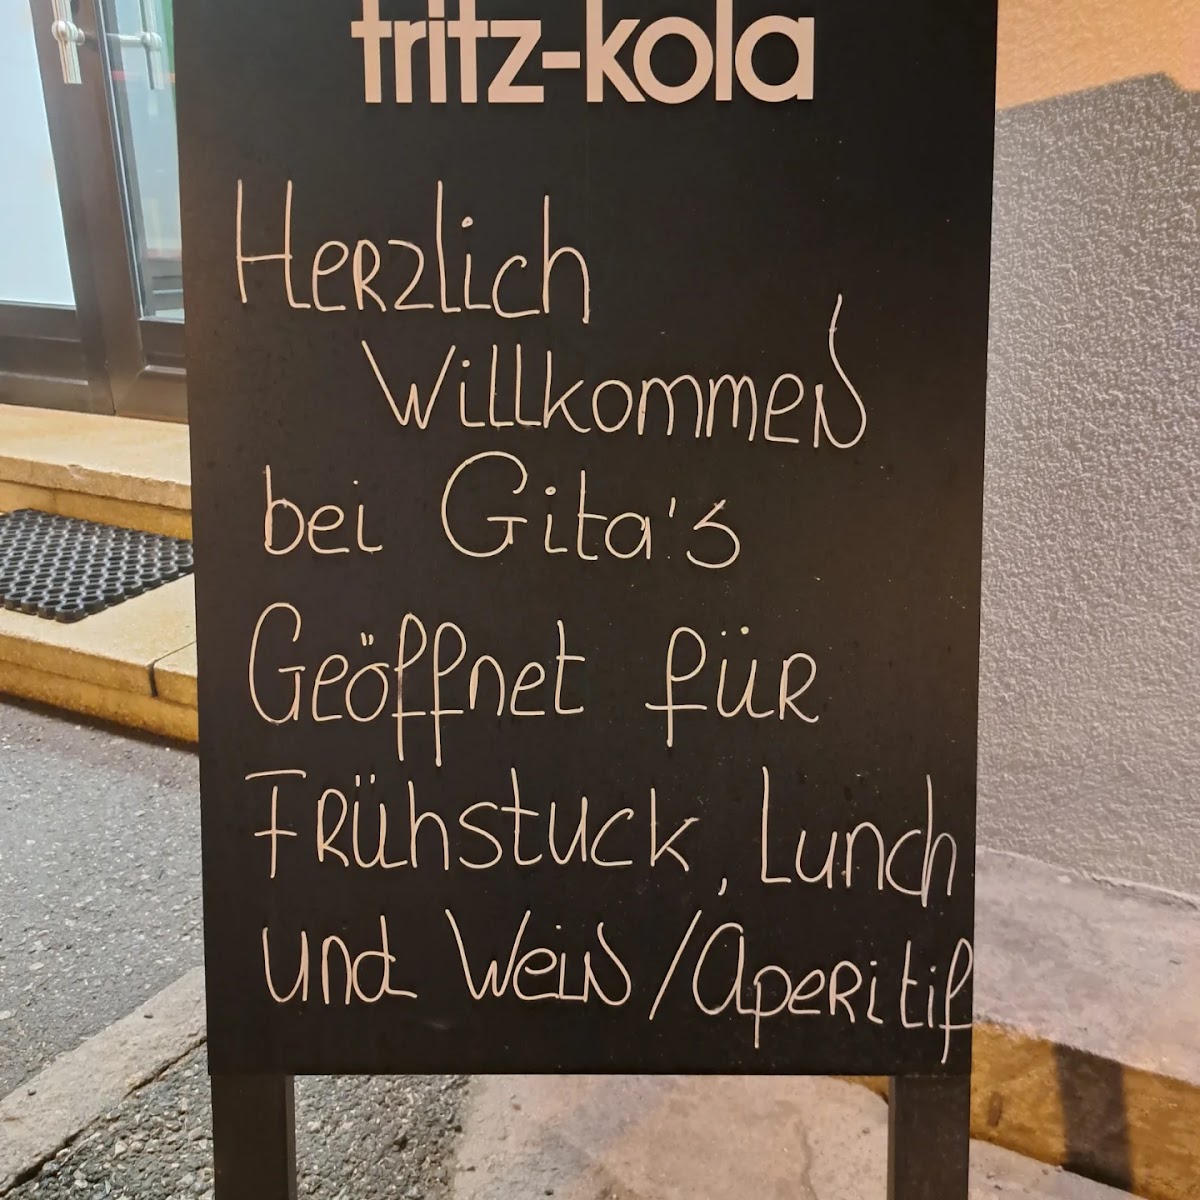 fritz-kola
Herzlich
Willkommen
bei Gita's
Geöffnet für
Frühstuck, Lunch
und Wein/Aperitif